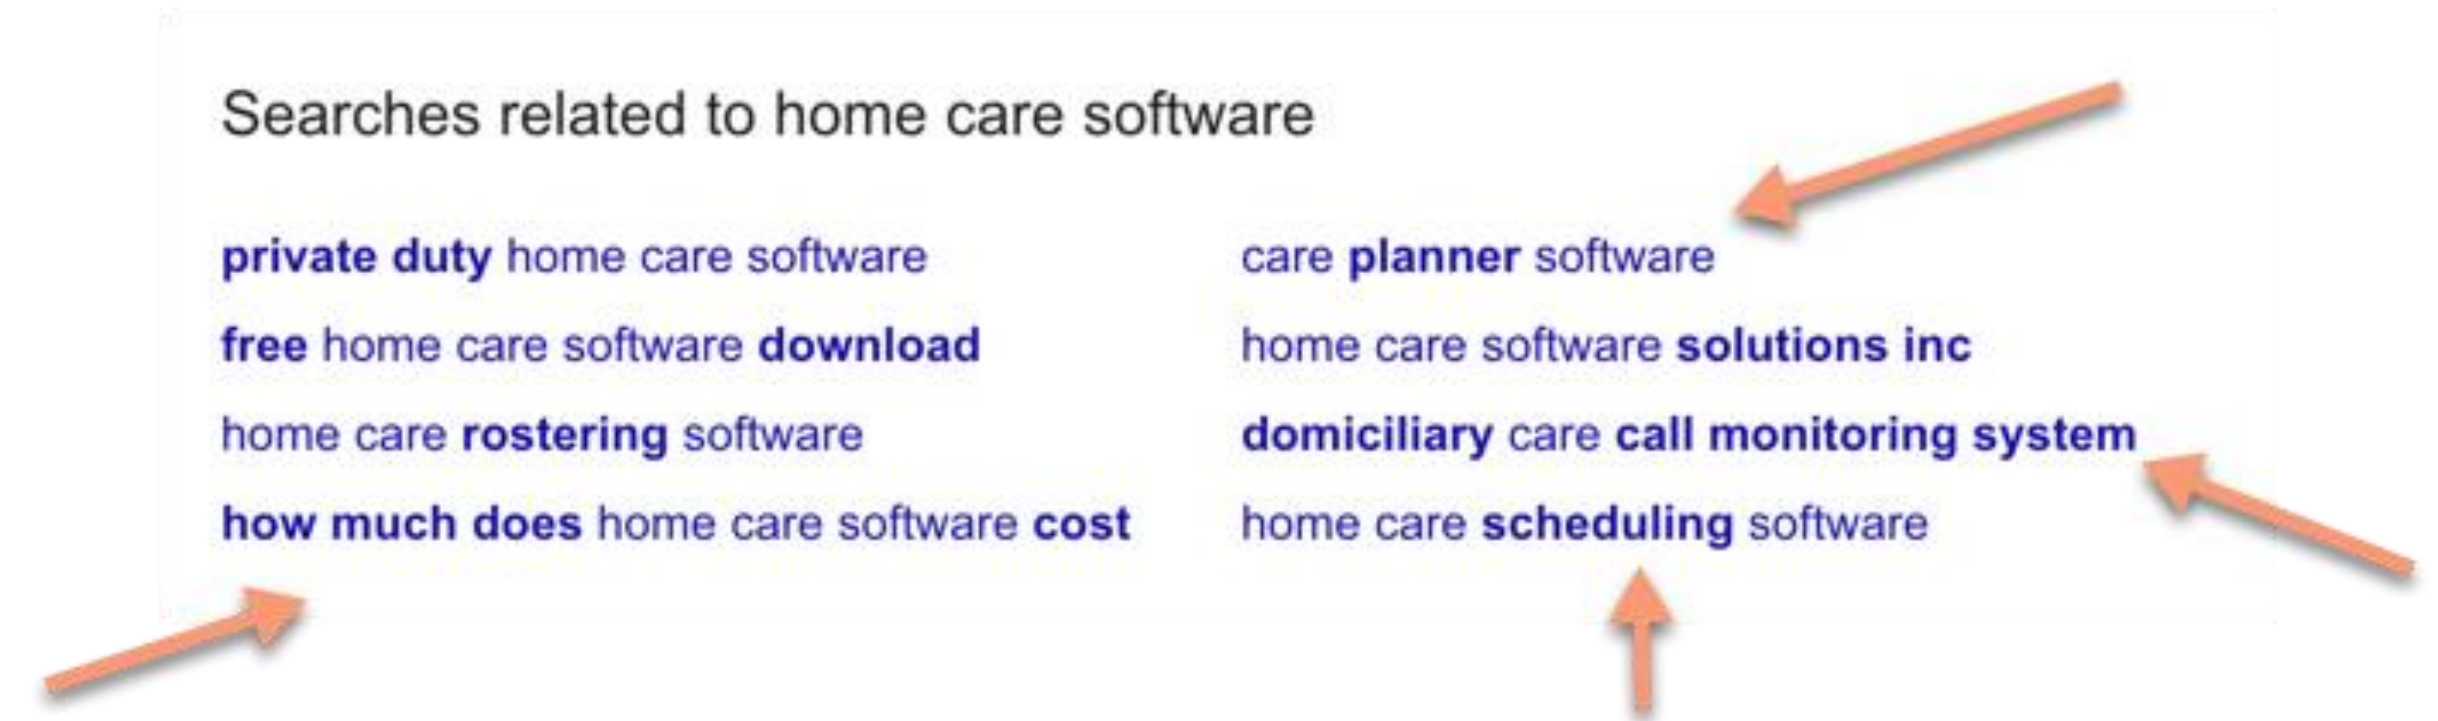 Searches related to home care software
private duty home care software
free home care software download
home care rostering software
how much does home care software cost
care planner software
home care software solutions inc
domiciliary care call monitoring system
home care scheduling software